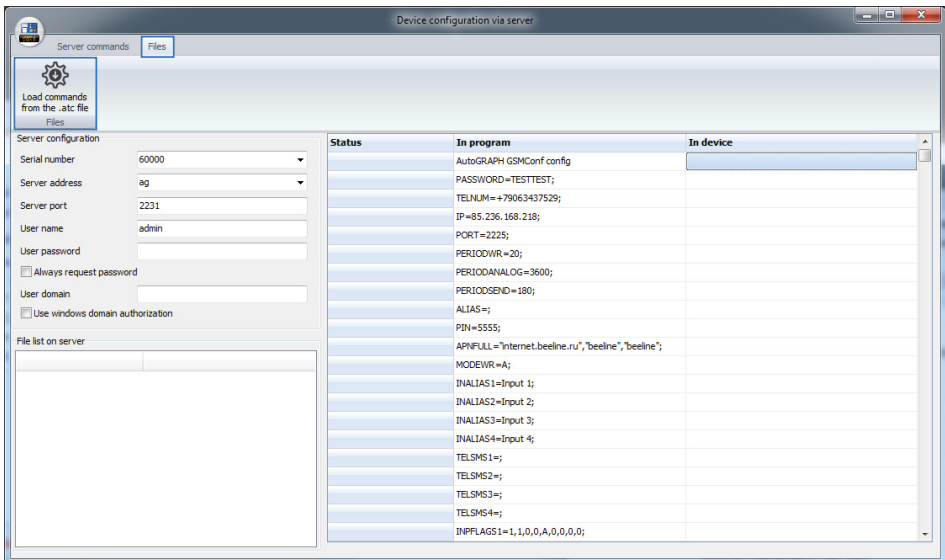 Device configuration via server
Server commands
Files
Load commands
from the .atc file
Files
Server configuration
Serial number 60000
Server address ag
Server port 2231
User name admin
User password
Always request password
User domain
Use windows domain authorization
File list on server
Status In program In device
AutoGRAPH GSMConf config
PASSWORD=TESTTEST;
TELNUM=+79063437529;
IP=85.236.168.218;
PORT=2225;
PERIODWR=20;
PERIODANALOG=3600;
PERIODSEND=180;
ALIAS=;
PIN=5555;
APNFULL="internet.beeline.ru","beeline","beeline";
MODEWR=A;
INALIAS1=Input 1;
INALIAS2=Input 2;
INALIAS3=Input 3;
INALIAS4=Input 4;
TELSMS1=;
TELSMS2=;
TELSMS3=;
TELSMS4=;
INPFLAGS1=1,1,0,0,A,0,0,0,0;